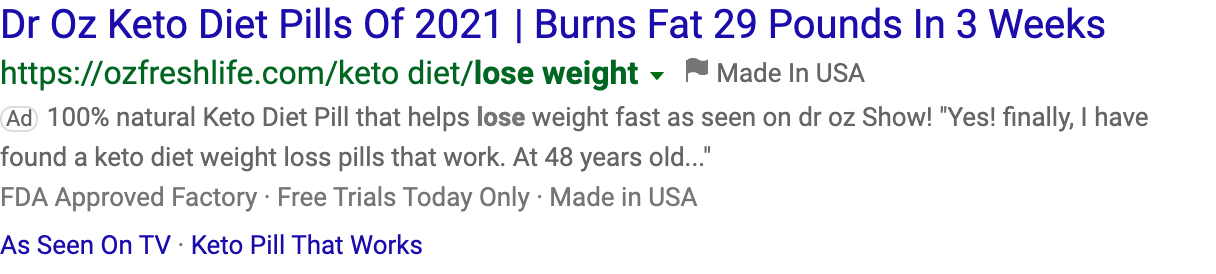 Dr Oz Keto Diet Pills Of 2021 | Burns Fat 29 Pounds In 3 Weeks
https://ozfreshlife.com/keto diet/lose weight Made In USA
Ad 100% natural Keto Diet Pill that helps lose weight fast as seen on dr oz Show! "Yes! finally, I have
found a keto diet weight loss pills that work. At 48 years old..."
FDA Approved Factory · Free Trials Today Only · Made in USA
As Seen On TV · Keto Pill That Works